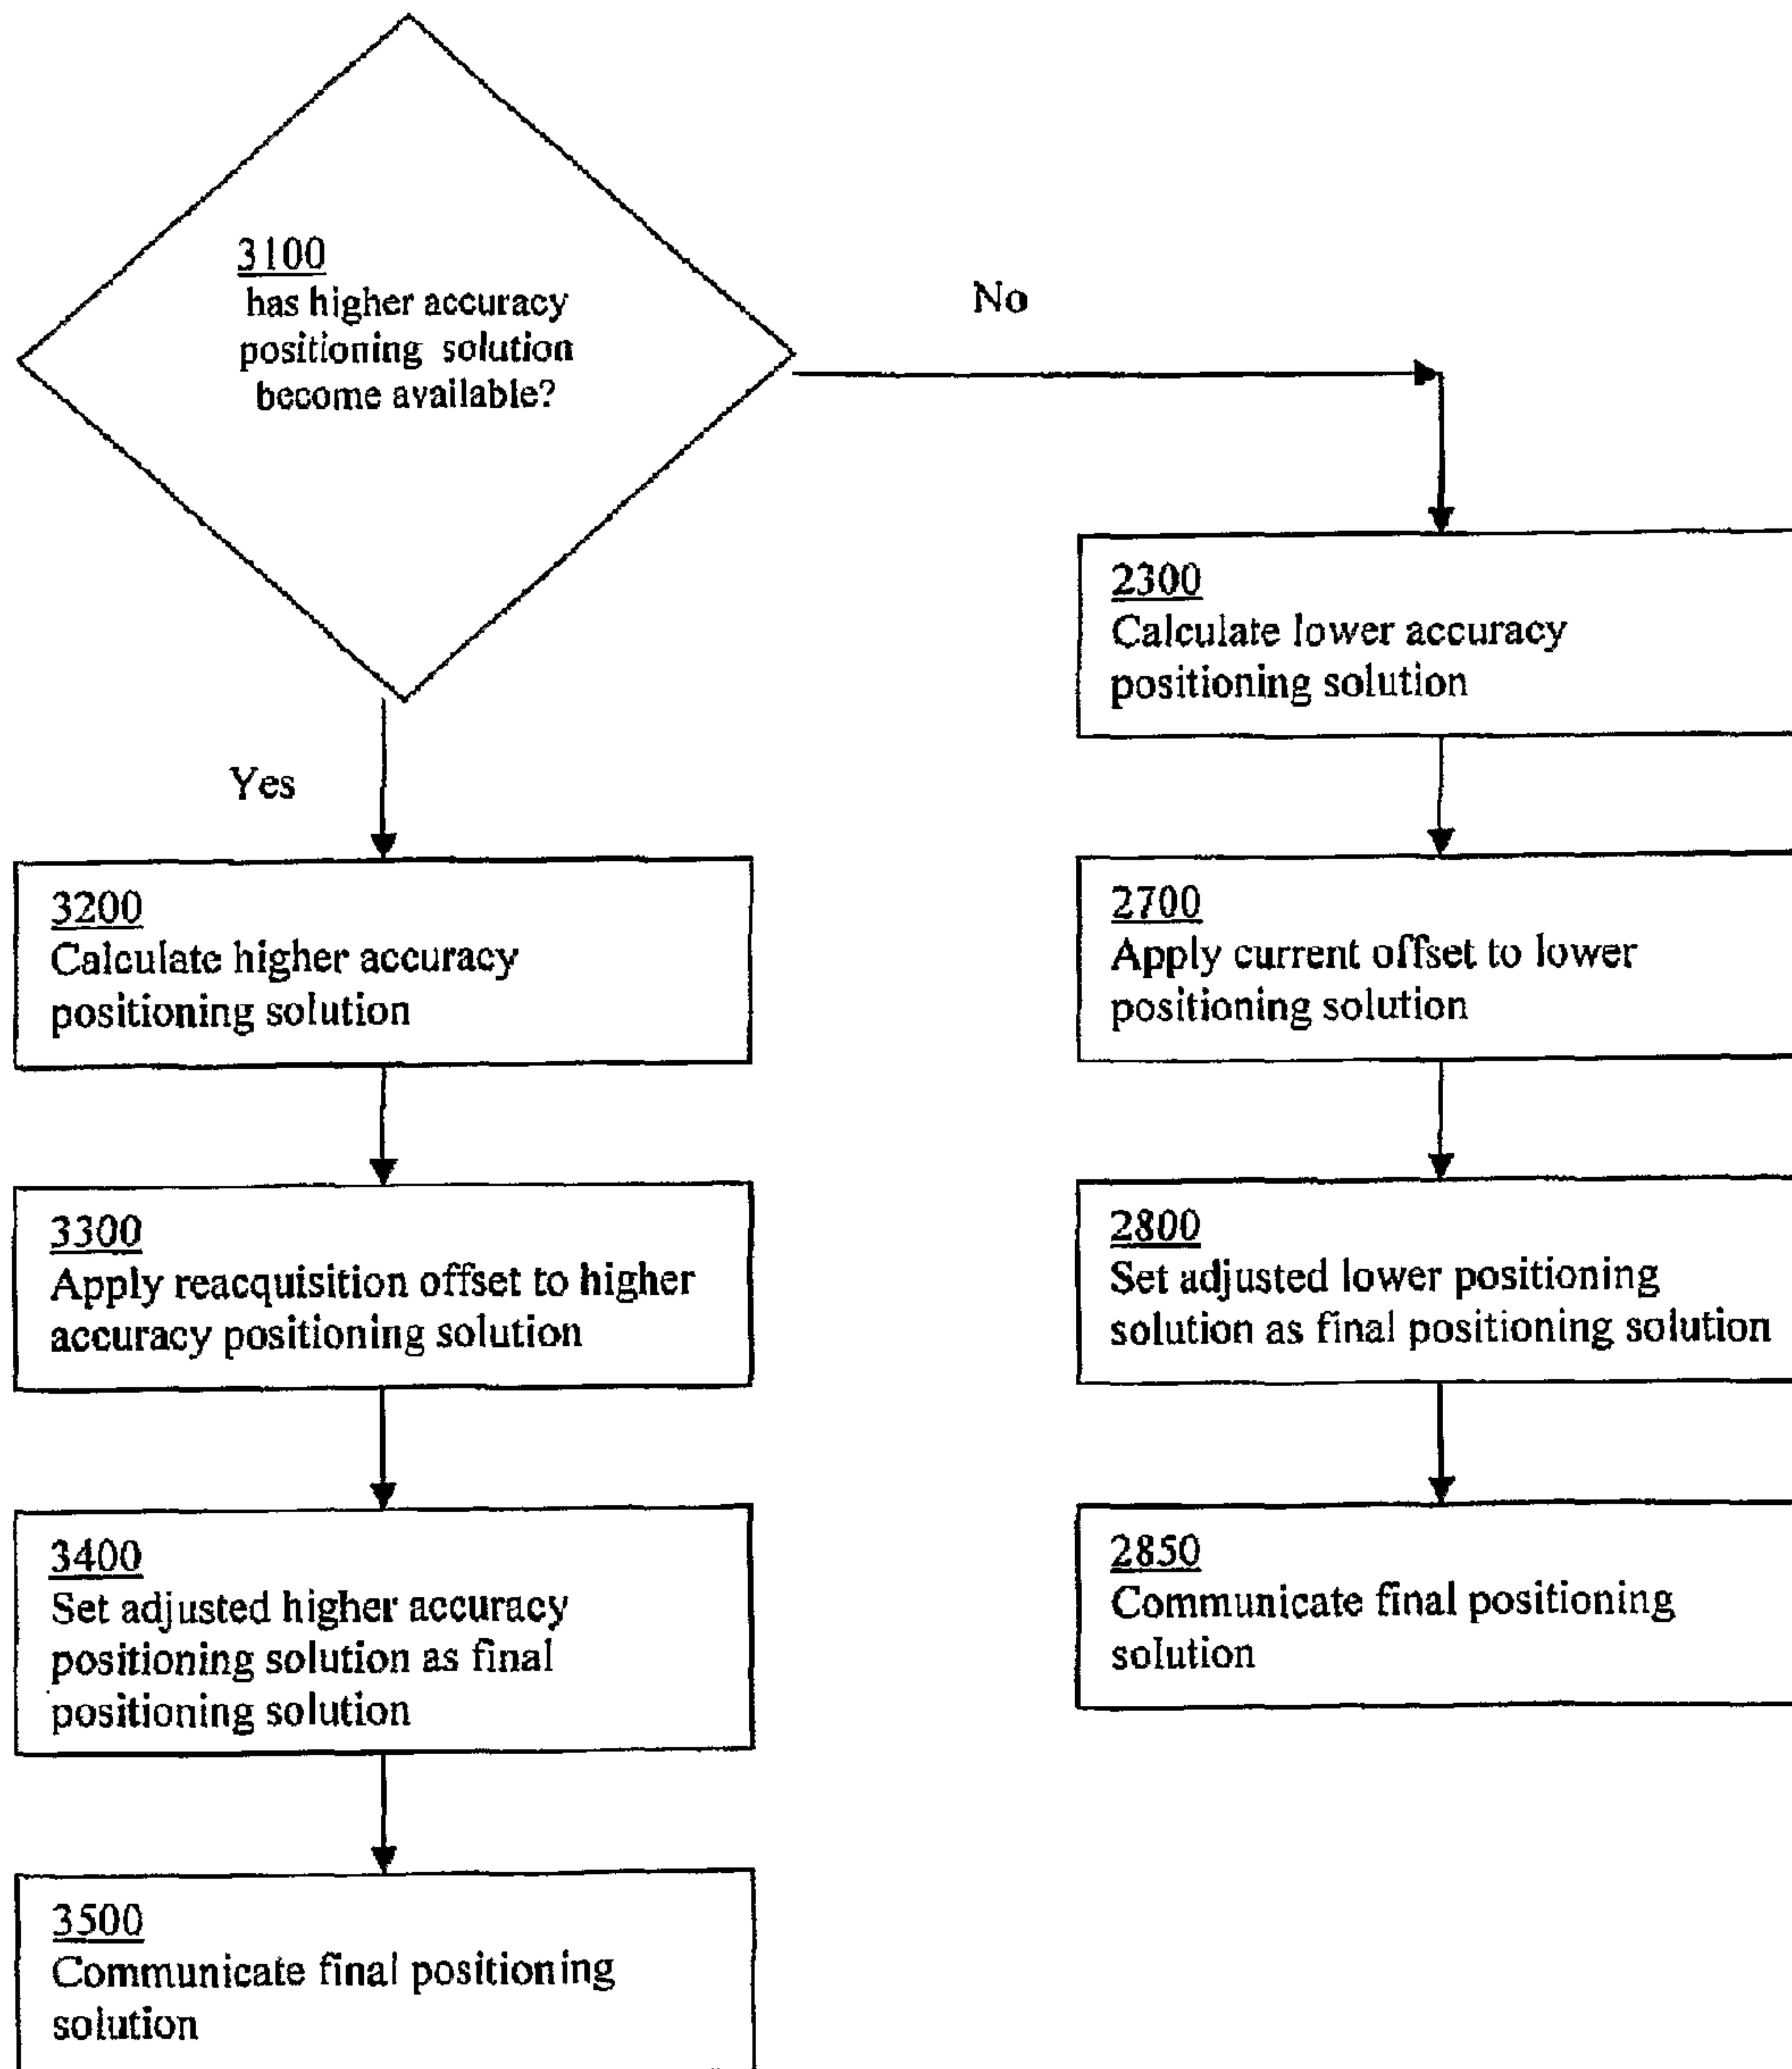 3100
has higher accuracy
positioning solution
become available?
No
Yes
2300
Calculate lower accuracy
positioning solution
3200
Calculate higher accuracy
positioning solution
2700
Apply current offset to lower
positioning solution
3300
Apply reacquisition offset to higher
accuracy positioning solution
2800
Set adjusted lower positioning
solution as final positioning solution
3400
Set adjusted higher accuracy
positioning solution as final
positioning solution
2850
Communicate final positioning
solution
3500
Communicate final positioning
solution